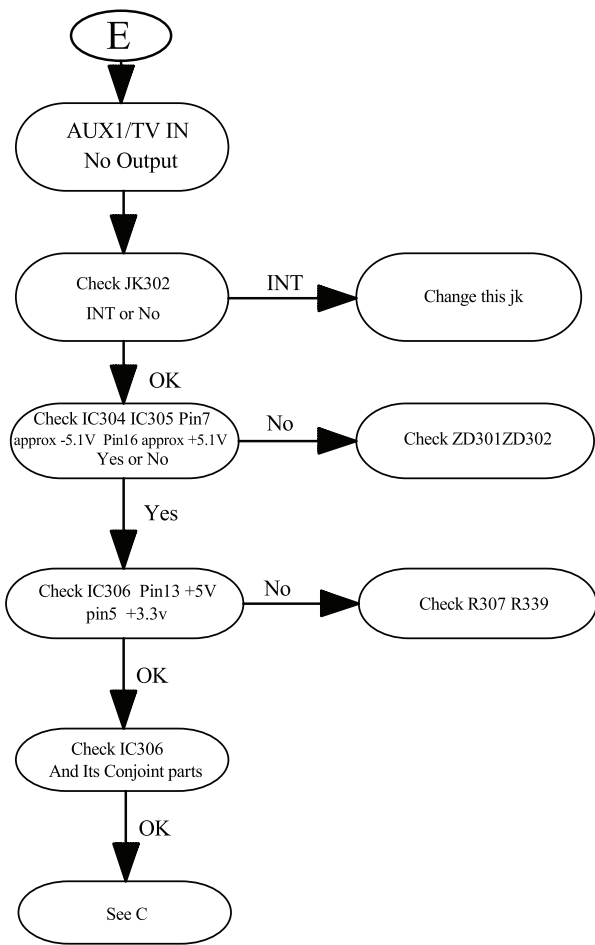 E
AUX1/TV IN
No Output
Check JK302
INT or No
INT
Change this jk
OK
Check IC304 IC305 Pin7
approx -5.1V Pin16 approx +5.1V
Yes or No
No
Check ZD301ZD302
Yes
Check IC306 Pin13 +5V
pin5 +3.3v
No
Check R307 R339
OK
Check IC306
And Its Conjoint parts
OK
See C